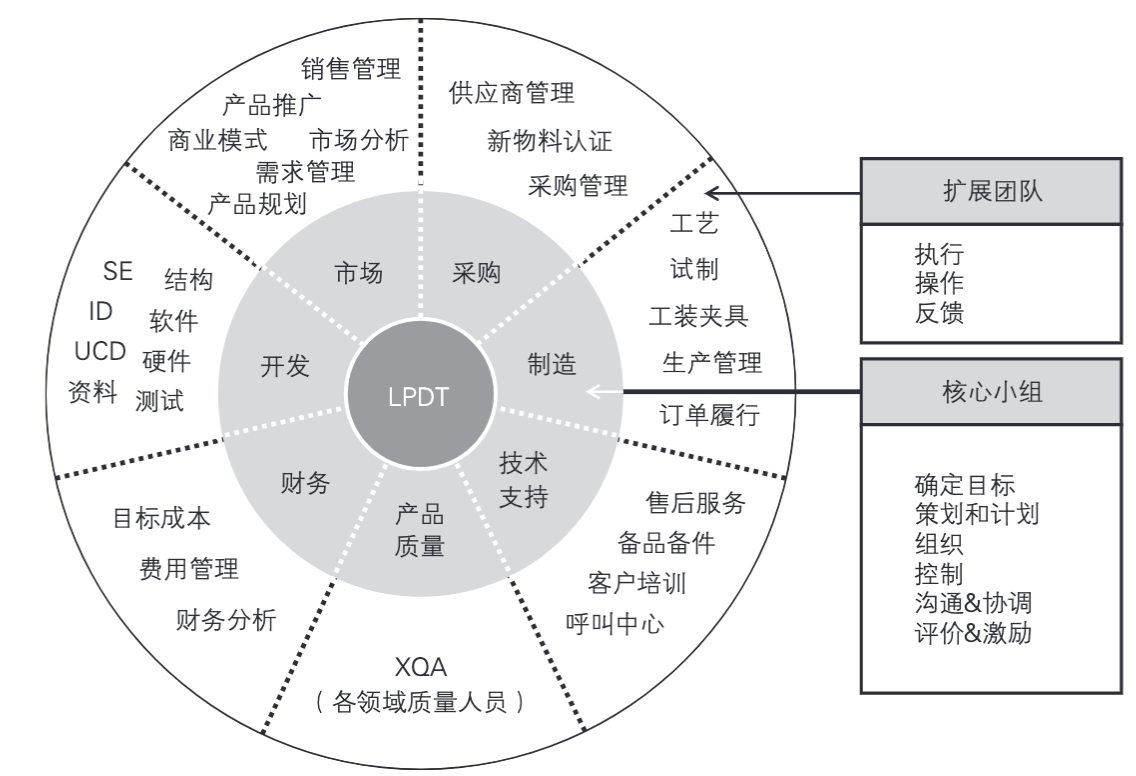 销售管理
产品推广
商业模式
市场分析
需求管理
产品规划
供应商管理
新物料认证
采购管理
工艺
试制
工装夹具
生产管理
订单履行
SE
结构
ID
软件
UCD
硬件
资料
测试
市场
采购
开发
制造
LPDT
财务
技术
支持
产品
质量
目标成本
费用管理
财务分析
XQA
（各领域质量人员）
售后服务
备品备件
客户培训
呼叫中心
扩展团队
执行
操作
反馈
核心小组
确定目标
策划和计划
组织
控制
沟通&协调
评价&激励